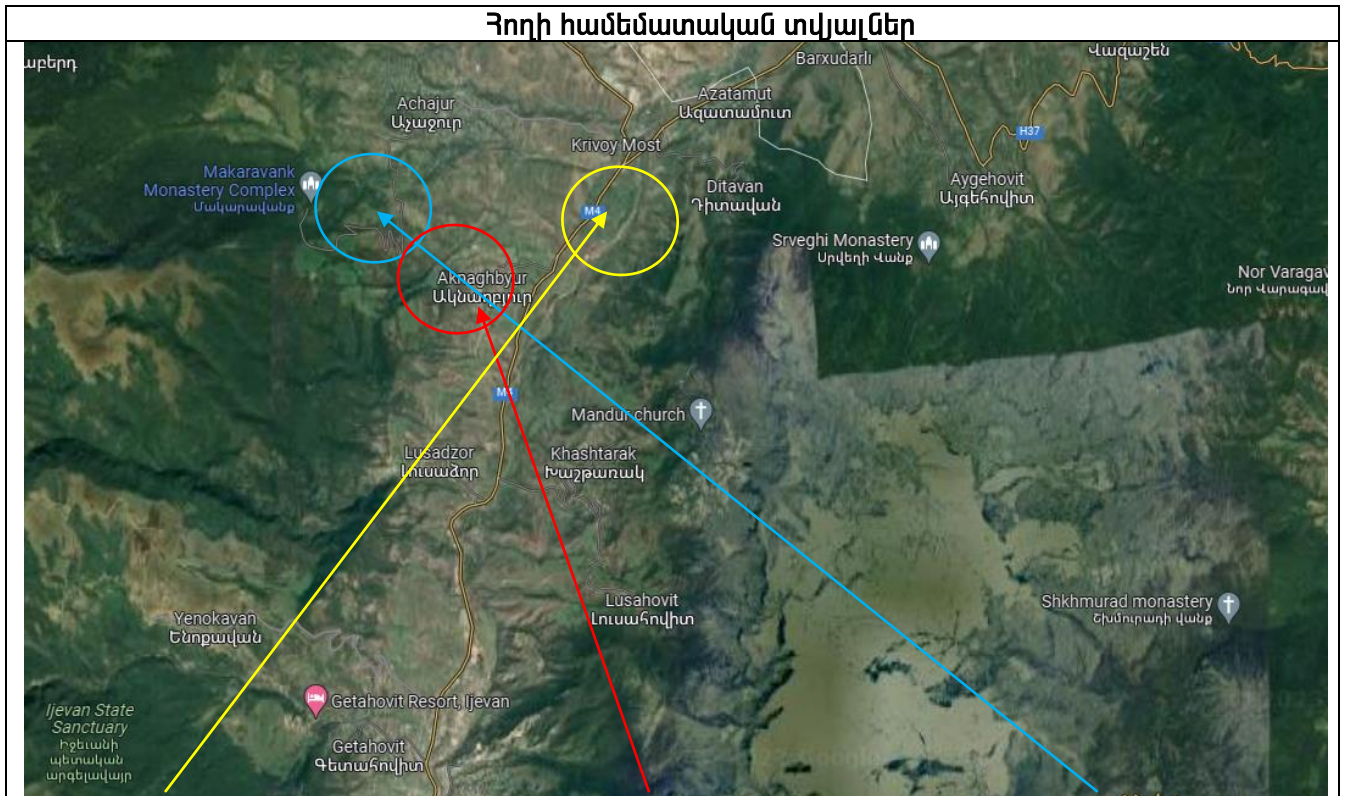 Հողի համեմատական տվյալներ
աբերդ
Barxudarlı
Վազաշեն
Achajur
Աչաջուր
Azatamut
Ազատամուտ
H37
Krivoy Most
Makaravank
Monastery Complex
Մակարավանք
Ditavan
Դիտավան
Aygehovit
Այգեհովիտ
M4
Srveghi Monastery
Սրվեղի Վանք
Aknaghbyur
Ակնաղբյուր
Nor Varagav
Նոր Վարագավ
M4
Mandur church
Lusadzor
Լուսաձոր
Khashtarak
Խաշթառակ
Lusahovit
Լուսահովիտ
Shkhmurad monastery
Շխմուրադի վանք
Yenokavan
Ենոքավան
Getahovit Resort, Ijevan
Ijevan State
Sanctuary
Իջեւանի
պետական
արգելավայր
Getahovit
Գետահովիտ